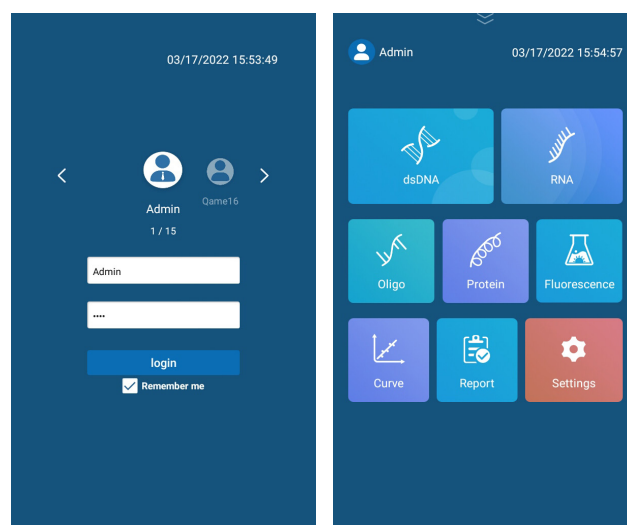 03/17/2022 15:53:49
Admin
Qame16
1 / 15
Admin
••••
login
Remember me
Admin
03/17/2022 15:54:57
dsDNA
RNA
Oligo
Protein
Fluorescence
Curve
Report
Settings